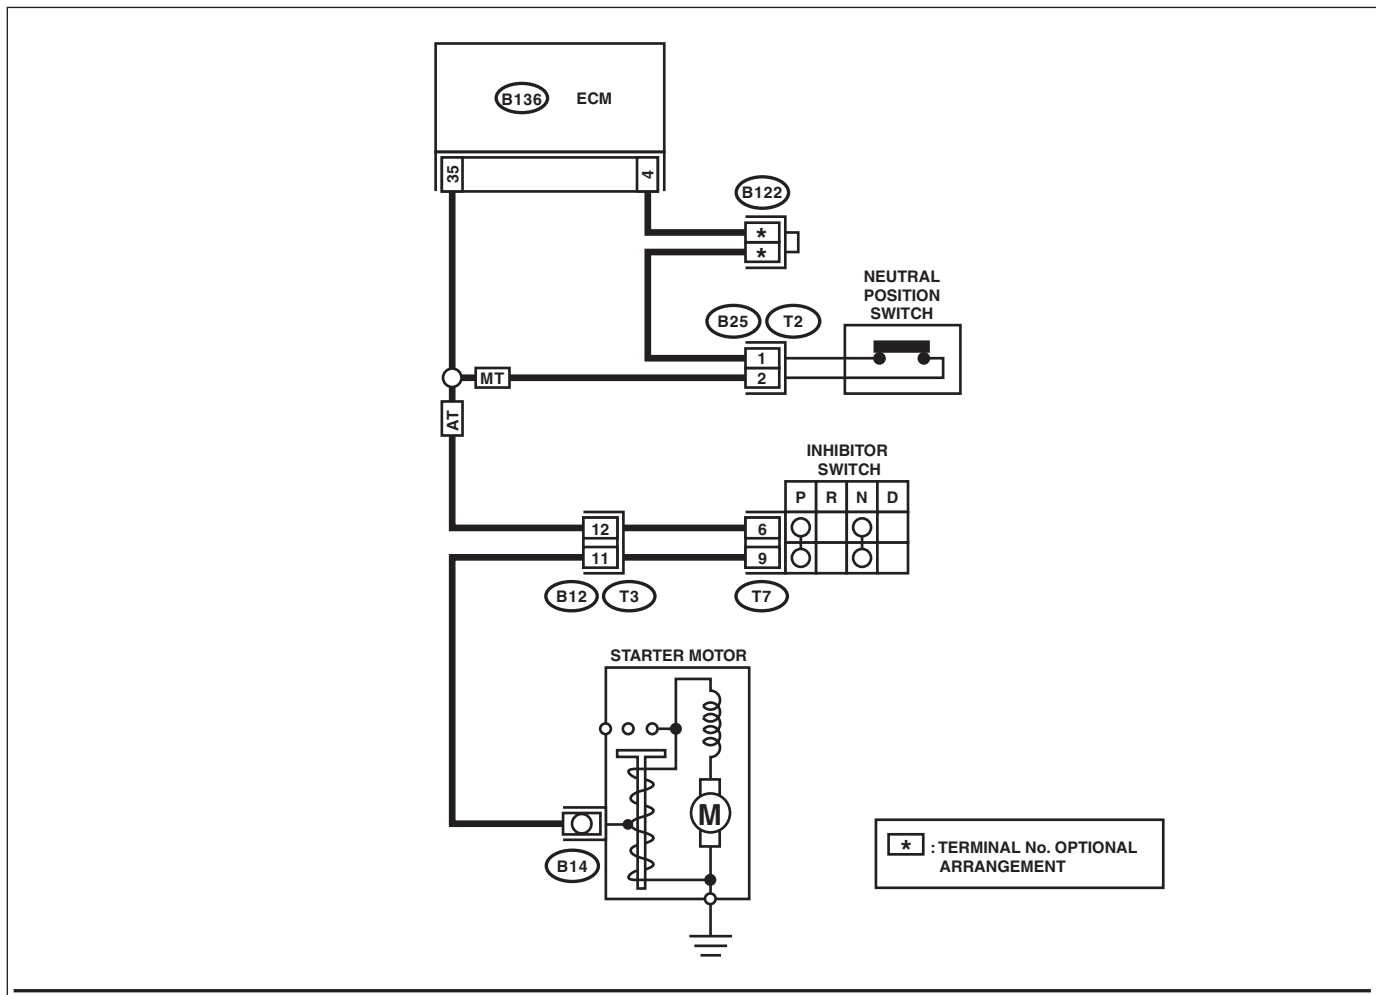 B136 ECM
35 4
B122
*
*
NEUTRAL
POSITION
SWITCH
B25 T2
1
2
MT
AT
INHIBITOR
SWITCH
P R N D
12 6
11 9
B12 T3 T7
STARTER MOTOR
M
B14
* : TERMINAL No. OPTIONAL
ARRANGEMENT